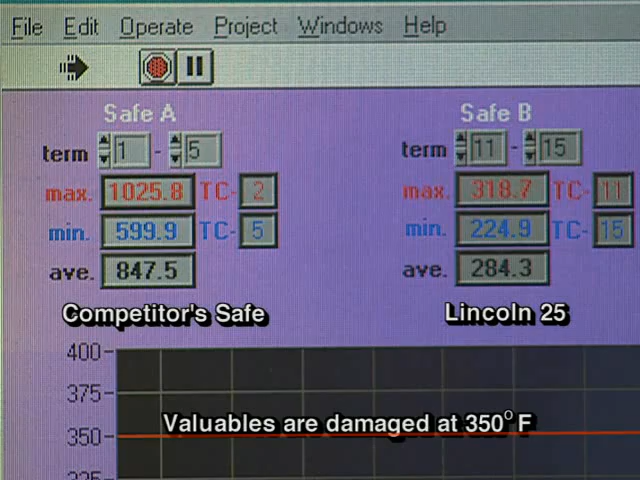 File Edit Operate Project Windows Help
Safe A
Safe B
term 1 - 5
term 11 - 15
max. 1025.8 TC- 2
max. 318.7 TC- 11
min. 599.9 TC- 5
min. 224.9 TC- 15
ave. 847.5
ave. 284.3
Competitor's Safe
Lincoln 25
400
375
Valuables are damaged at 350° F
350
325